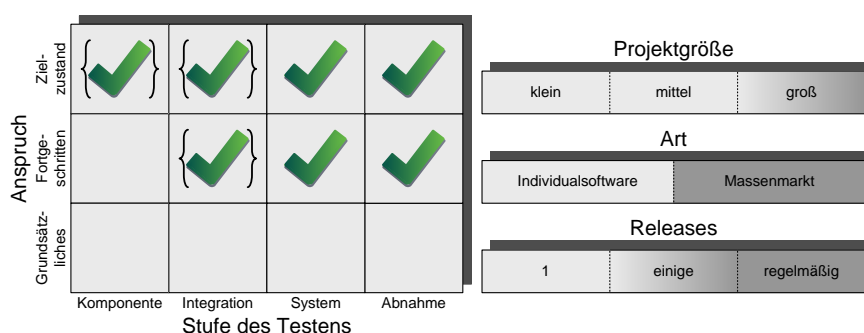 Anspruch
Ziel-
zustand
Fortge-
schritten
Grundsätz-
liches
Komponente
Integration
System
Abnahme
Stufe des Testens
Projektgröße
klein
mittel
groß
Art
Individualsoftware
Massenmarkt
Releases
1
einige
regelmäßig